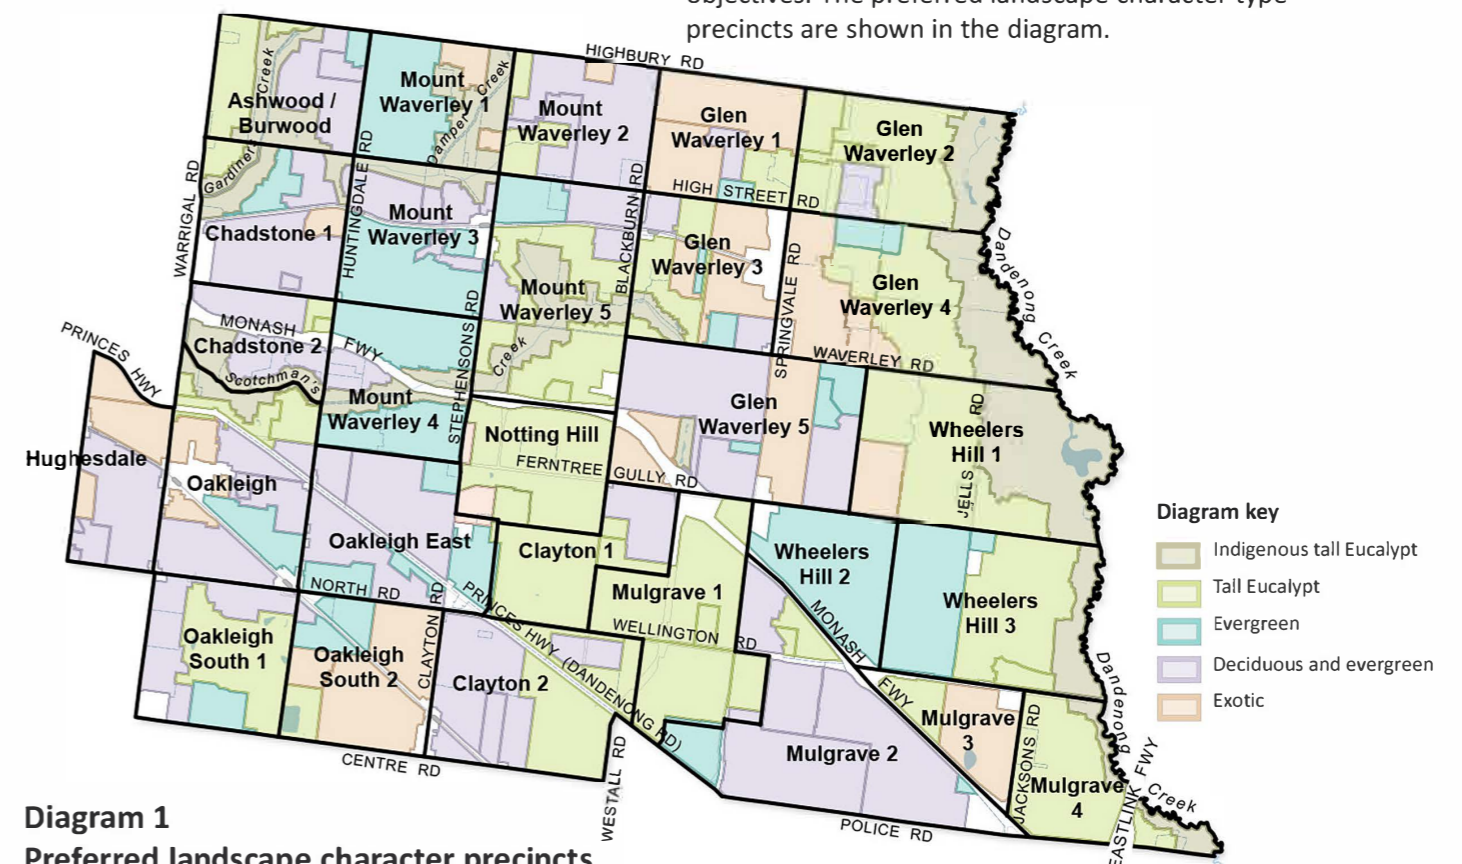 objectives. The preferred landscape character type
precincts are shown in the diagram.
HIGHBURY RD
Ashwood /
Burwood
Gardiners Creek
Mount
Waverley 1
Damper Creek
Mount
Waverley 2
Glen
Waverley 1
Glen
Waverley 2
WARRIGAL RD
HUNTINGDALE RD
BLACKBURN RD
HIGH STREET RD
Chadstone 1
Mount
Waverley 3
Mount
Waverley 5
Creek
Glen
Waverley 3
SPRINGVALE RD
Glen
Waverley 4
Dandenong Creek
PRINCES HWY
MONASH FWY
Chadstone 2
Scotchman's
STEPHENSONS RD
WAVERLEY RD
Mount
Waverley 4
Glen
Waverley 5
Wheelers
Hill 1
JELLS RD
Notting Hill
FERNTREE GULLY RD
Hughesdale
Oakleigh
Oakleigh East
Clayton 1
Wheelers
Hill 2
NORTH RD
PRINCES HWY (DANDENONG RD)
Mulgrave 1
WELLINGTON RD
MONASH FWY
Wheelers
Hill 3
Oakleigh
South 1
Oakleigh
South 2
CLAYTON RD
Clayton 2
Mulgrave 2
Mulgrave
3
JACKSONS RD
Mulgrave
4
Dandenong Creek
EASTLINK FWY
CENTRE RD
WESTALL RD
POLICE RD
Diagram key
Indigenous tall Eucalypt
Tall Eucalypt
Evergreen
Deciduous and evergreen
Exotic
Diagram 1
Preferred landscape character precincts